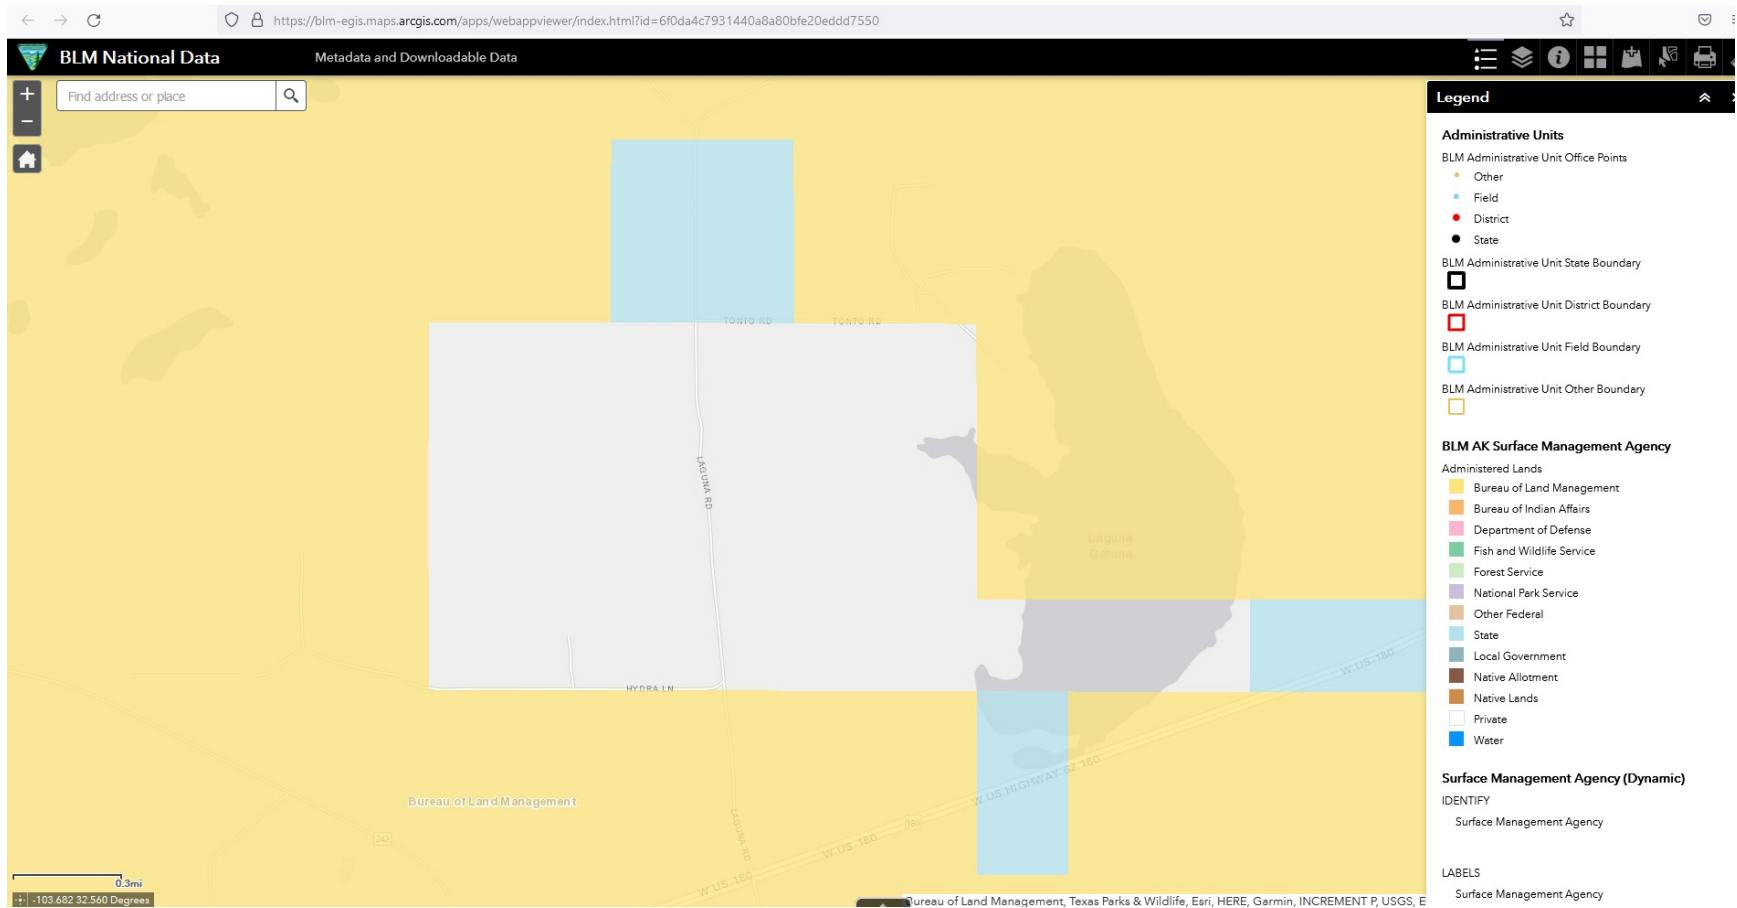 https://blm-egis.maps.arcgis.com/apps/webappviewer/index.html?id=6f0da4c7931440a8a80bfe20eddd7550
BLM National Data
Metadata and Downloadable Data
Find address or place
TONTO RD
TONTO RD
LAGUNA RD
Laguna
Gatuna
HYDRA LN
W US 180
W US HIGHWAY 62 180
Bureau of Land Management
243
LAGUNA RD
180
W US 180
W US 180
0.3mi
-103.682 32.560 Degrees
Bureau of Land Management, Texas Parks & Wildlife, Esri, HERE, Garmin, INCREMENT P, USGS, E
Legend
Administrative Units
BLM Administrative Unit Office Points
Other
Field
District
State
BLM Administrative Unit State Boundary
BLM Administrative Unit District Boundary
BLM Administrative Unit Field Boundary
BLM Administrative Unit Other Boundary
BLM AK Surface Management Agency
Administered Lands
Bureau of Land Management
Bureau of Indian Affairs
Department of Defense
Fish and Wildlife Service
Forest Service
National Park Service
Other Federal
State
Local Government
Native Allotment
Native Lands
Private
Water
Surface Management Agency (Dynamic)
IDENTIFY
Surface Management Agency
LABELS
Surface Management Agency